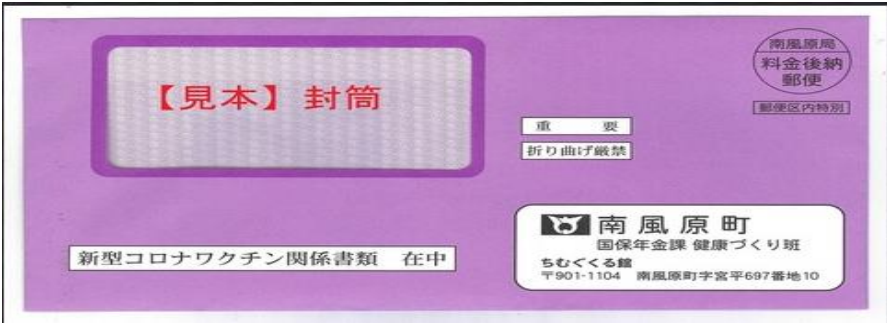 【見本】封筒
南風原局
料金後納
郵便
郵便区内特別
重 要
折り曲げ厳禁
新型コロナワクチン関係書類 在中
南風原町
国保年金課 健康づくり班
ちむぐくる館
〒901-1104 南風原町字宮平697番地10